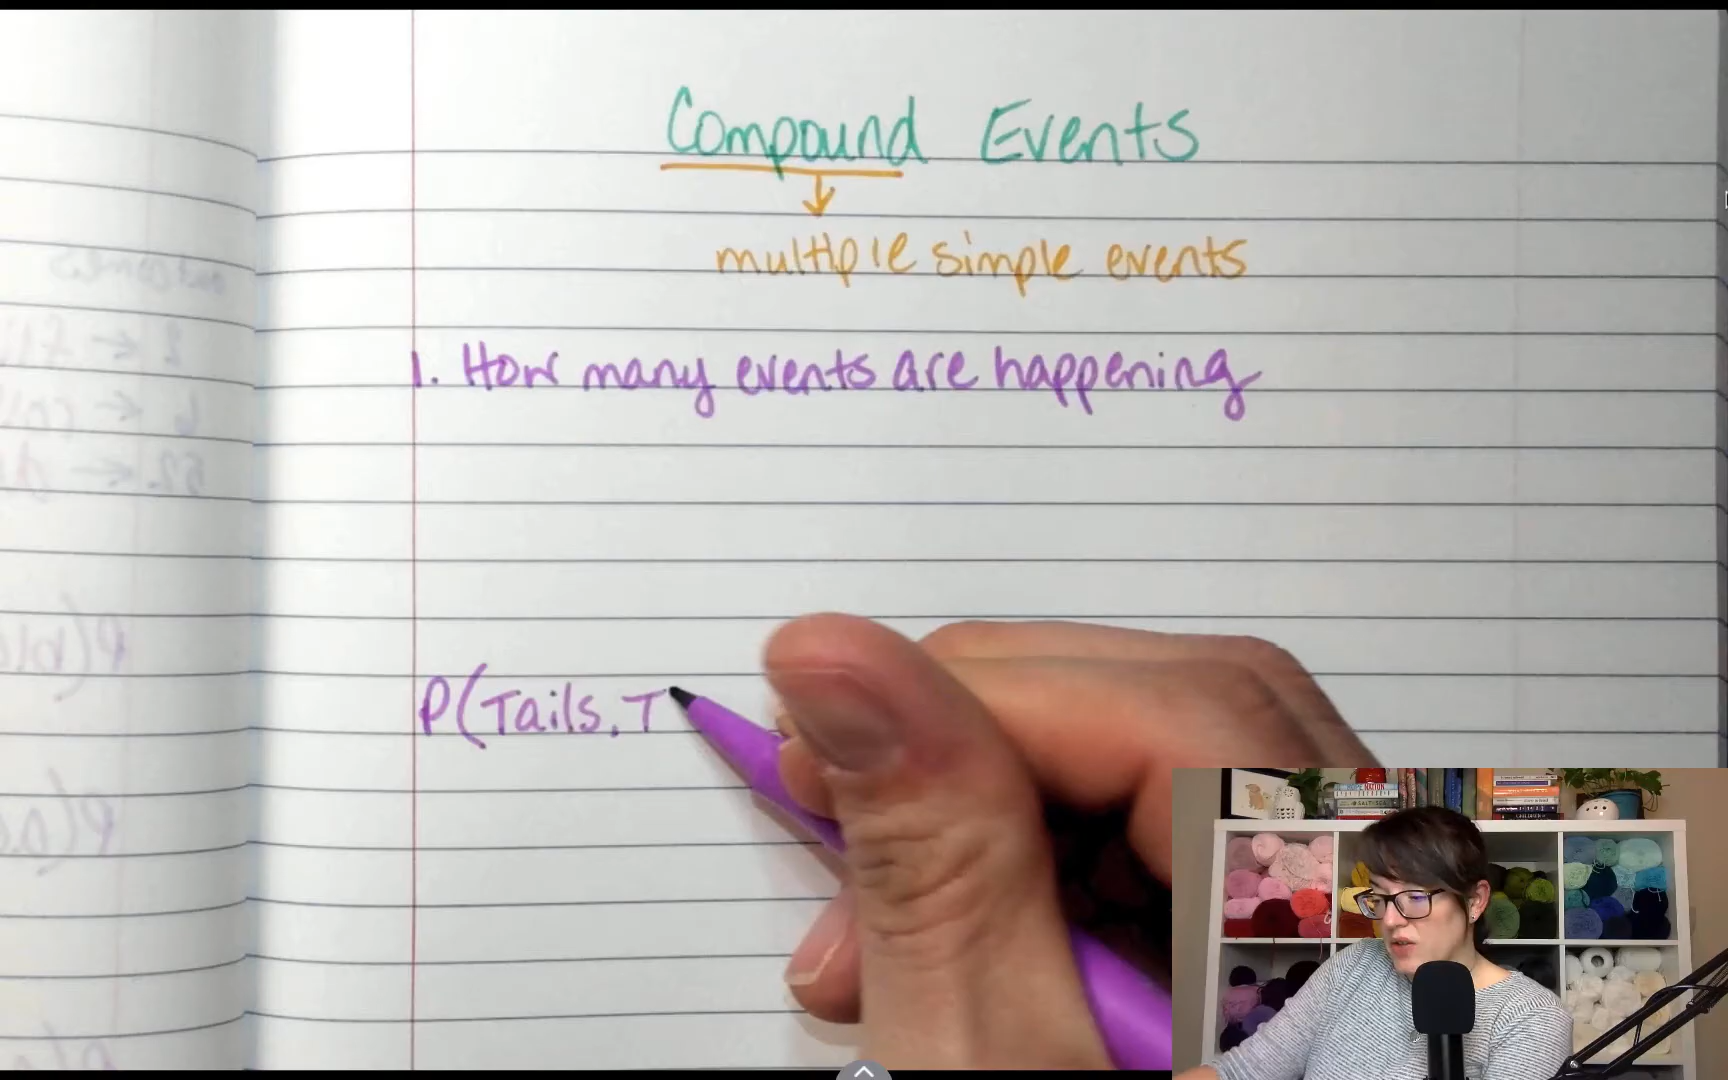 Compound Events
multiple simple events
1. How many events are happening
P(Tails, T